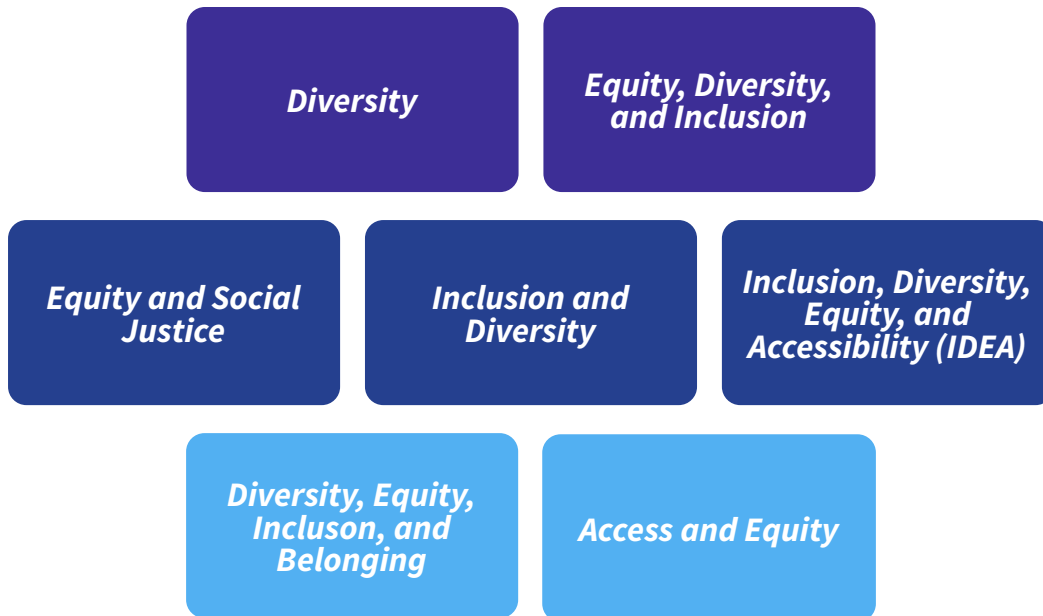 Diversity
Equity, Diversity,
and Inclusion
Equity and Social
Justice
Inclusion and
Diversity
Inclusion, Diversity,
Equity, and
Accessibility (IDEA)
Diversity, Equity,
Incluson, and
Belonging
Access and Equity